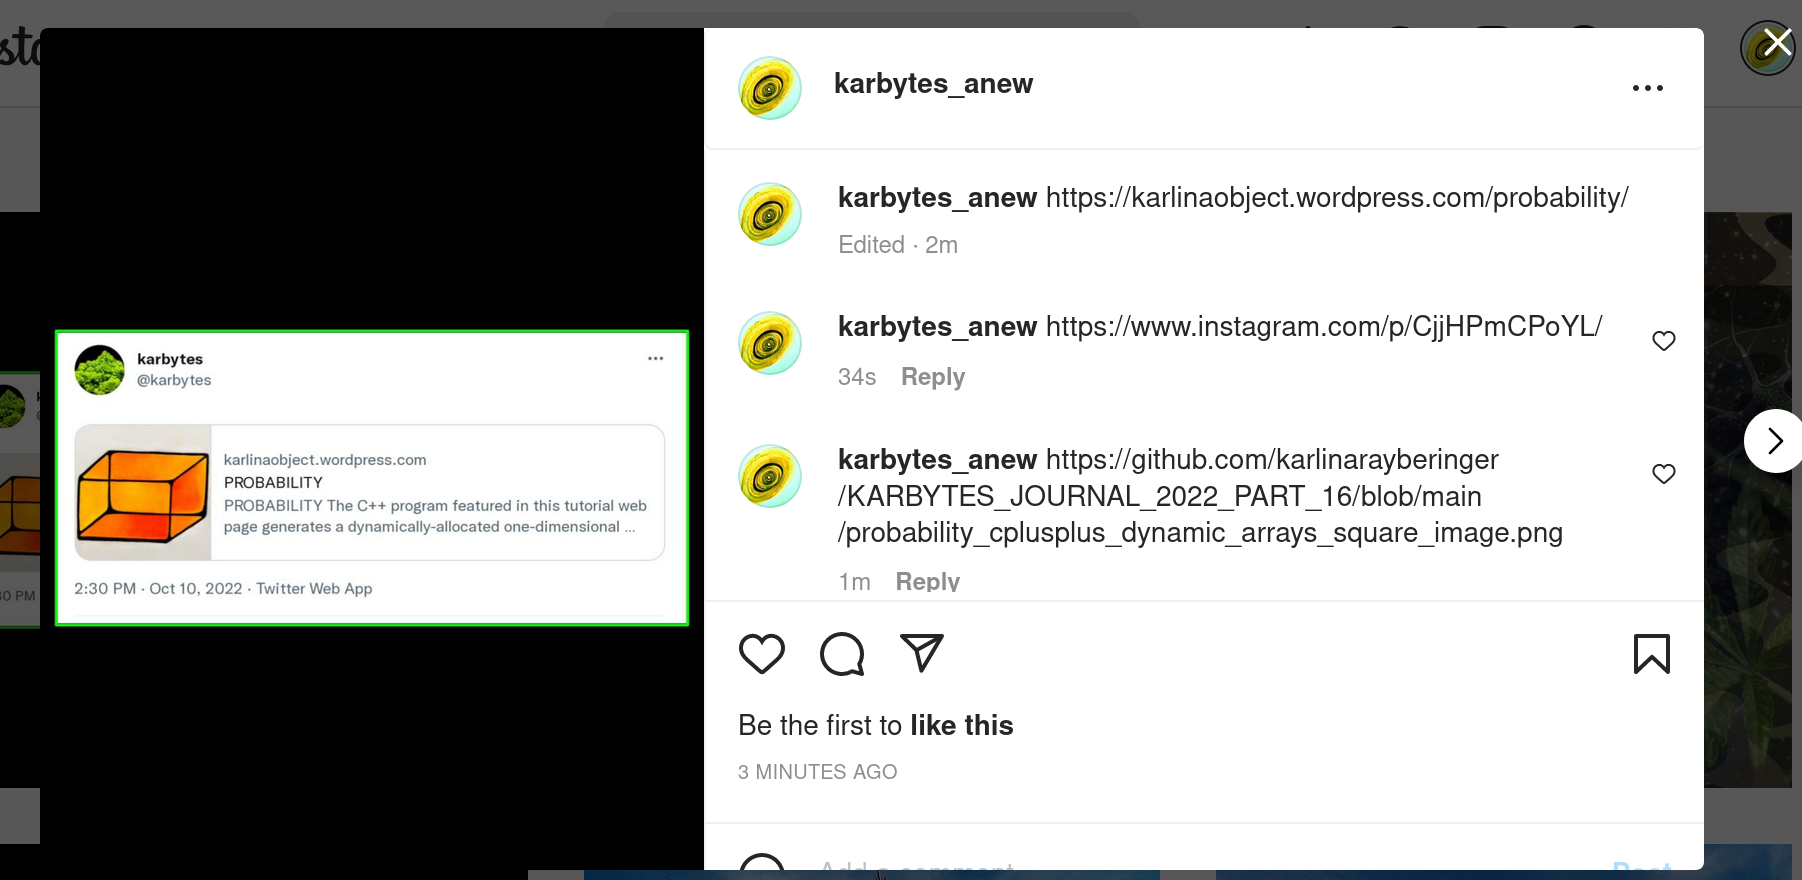 karbytes_anew
karbytes_anew https://karlinaobject.wordpress.com/probability/
Edited · 2m
karbytes_anew https://www.instagram.com/p/CjjHPmCPoYL/
34s Reply
karbytes_anew https://github.com/karlinarayberinger
/KARBYTES_JOURNAL_2022_PART_16/blob/main
/probability_cplusplus_dynamic_arrays_square_image.png
1m Reply
Be the first to like this
3 MINUTES AGO
Add a comment
Post
karbytes
@karbytes
karlinaobject.wordpress.com
PROBABILITY
PROBABILITY The C++ program featured in this tutorial web
page generates a dynamically-allocated one-dimensional ...
2:30 PM · Oct 10, 2022 · Twitter Web App